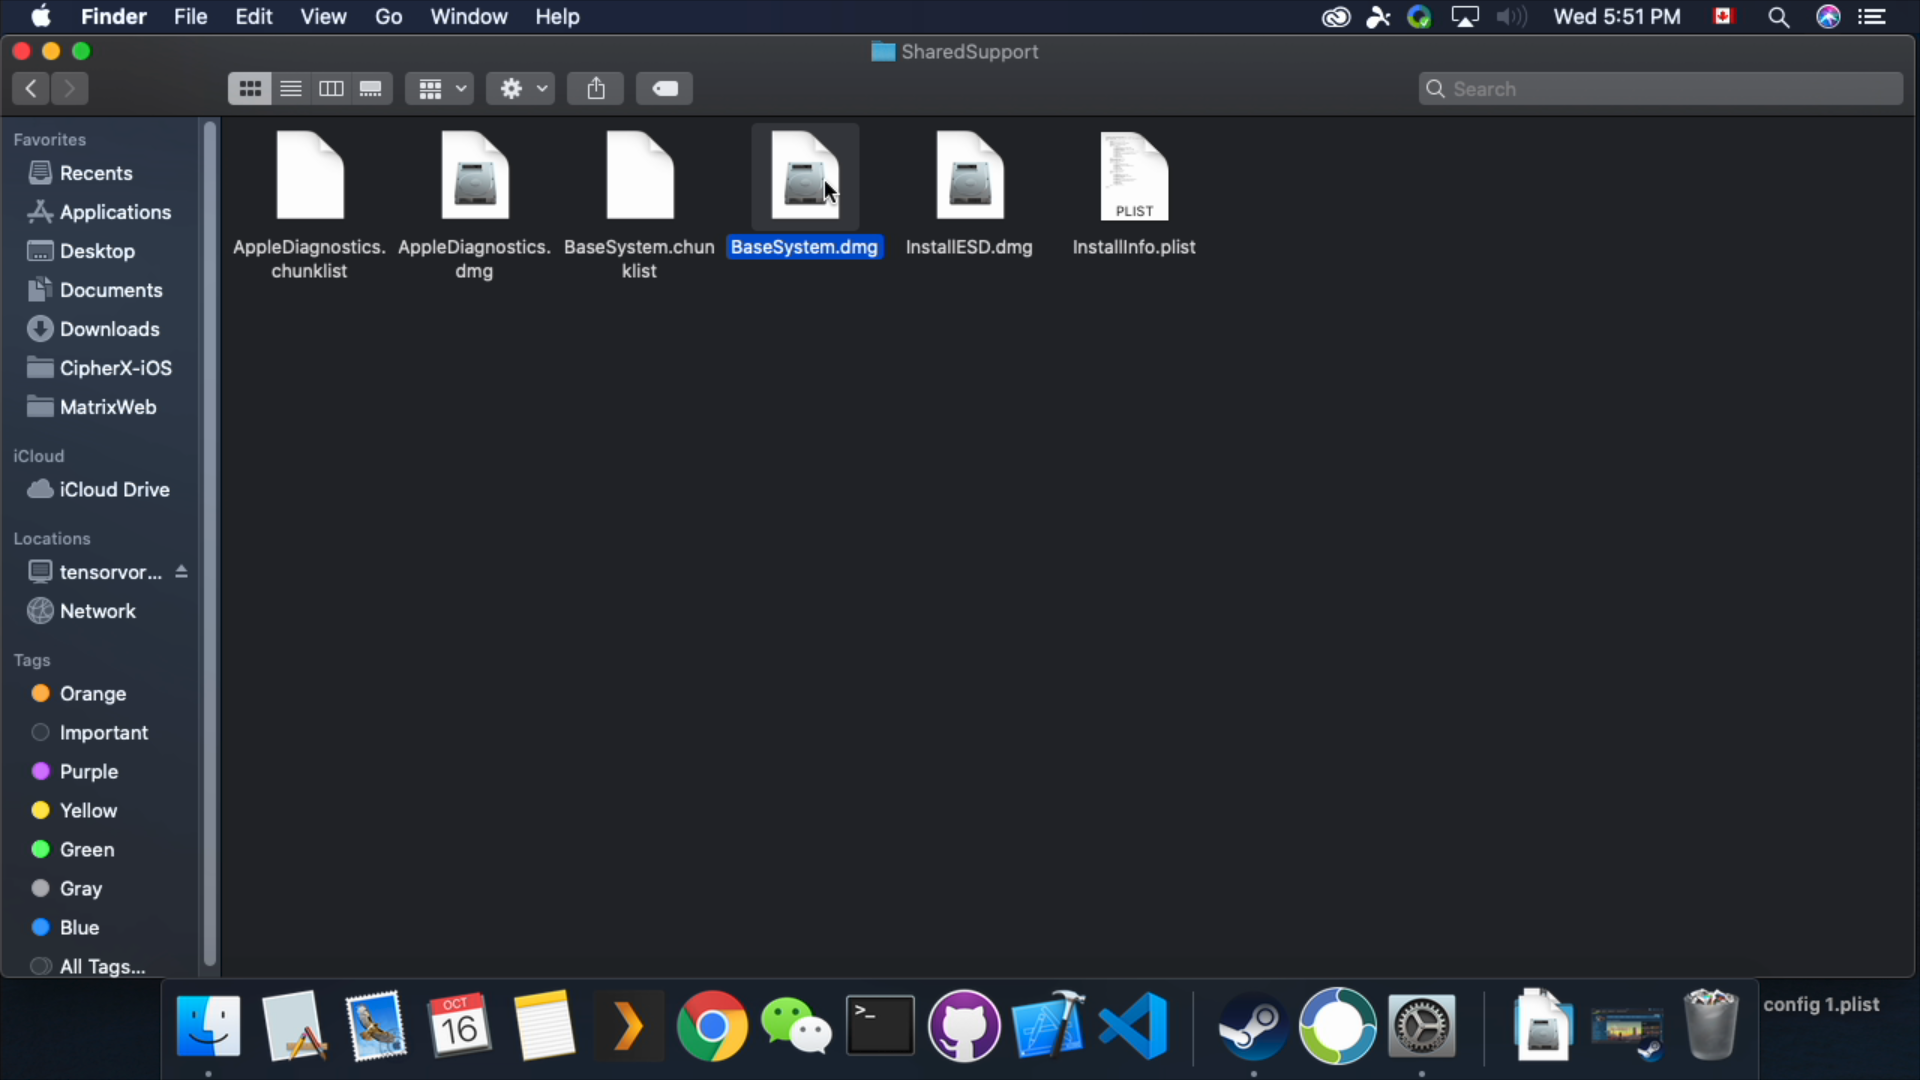 Finder File Edit View Go Window Help Wed 5:51 PM
SharedSupport
Search
Favorites
Recents
Applications
Desktop
Documents
Downloads
CipherX-iOS
MatrixWeb
iCloud
iCloud Drive
Locations
tensorvor...
Network
Tags
Orange
Important
Purple
Yellow
Green
Gray
Blue
All Tags...
AppleDiagnostics.
chunklist
AppleDiagnostics.
dmg
BaseSystem.chun
klist
BaseSystem.dmg
InstallESD.dmg
PLIST
InstallInfo.plist
OCT
16
>_
config 1.plist